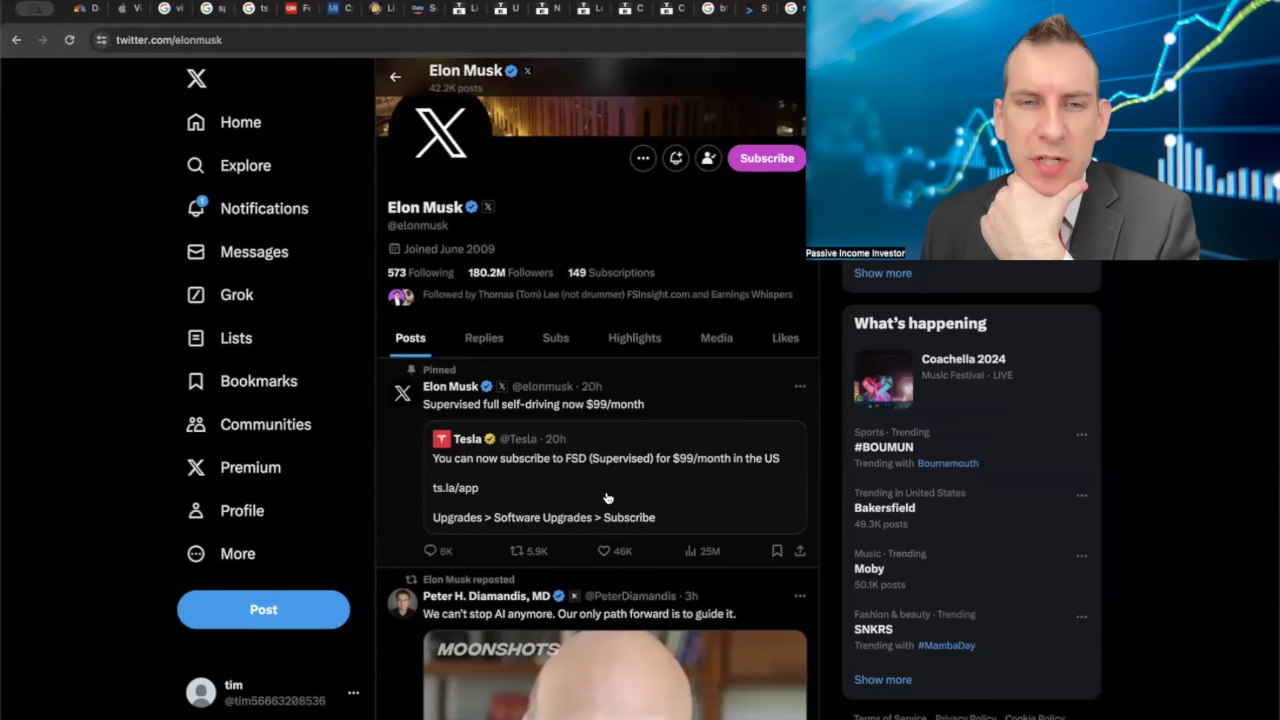 twitter.com/elonmusk
Elon Musk
42.2K posts
Home
Explore
Notifications
1
Messages
Grok
Lists
Bookmarks
Communities
Premium
Profile
More
Post
tim
@tim56663208536
Subscribe
Elon Musk
@elonmusk
Joined June 2009
573 Following 180.2M Followers 149 Subscriptions
Followed by Thomas (Tom) Lee (not drummer) FSInsight.com and Earnings Whispers
Posts Replies Subs Highlights Media Likes
Pinned
Elon Musk @elonmusk · 20h
Supervised full self-driving now $99/month
Tesla @Tesla · 20h
You can now subscribe to FSD (Supervised) for $99/month in the US
ts.la/app
Upgrades > Software Upgrades > Subscribe
6K 5.9K 46K 25M
Elon Musk reposted
Peter H. Diamandis, MD @PeterDiamandis · 3h
We can't stop AI anymore. Our only path forward is to guide it.
MOONSHOTS
Passive Income Investor
Show more
What's happening
Coachella 2024
Music Festival · LIVE
Sports · Trending
#BOUMUN
Trending with Bournemouth
Trending in United States
Bakersfield
49.3K posts
Music · Trending
Moby
50.1K posts
Fashion & beauty · Trending
SNKRS
Trending with #MambaDay
Show more
Terms of Service Privacy Policy Cookie Policy